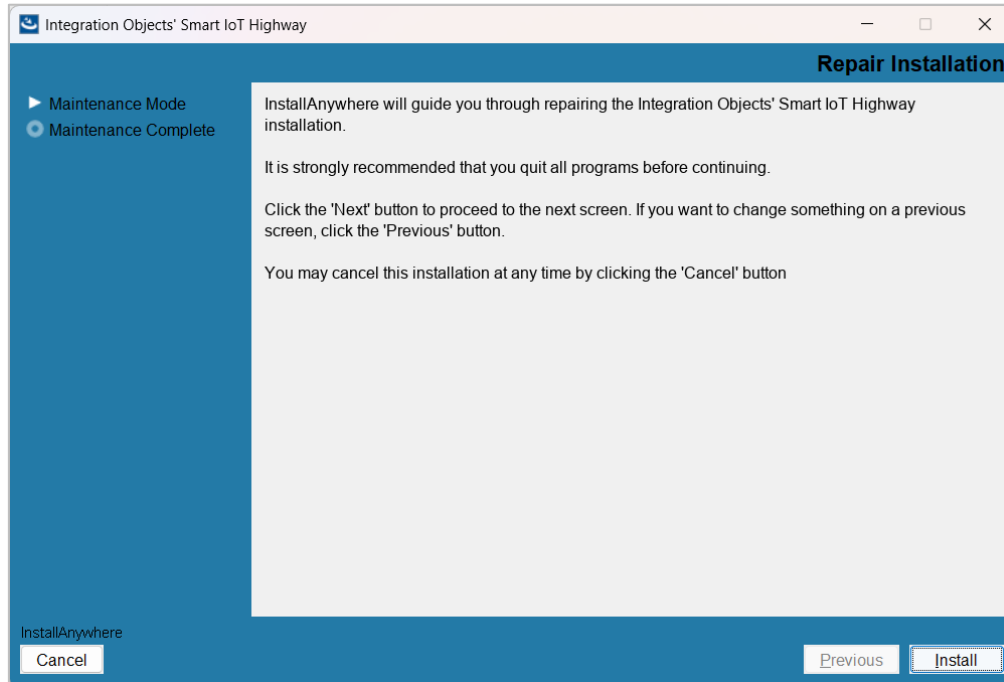 Integration Objects' Smart IoT Highway
Repair Installation
Maintenance Mode
Maintenance Complete
InstallAnywhere will guide you through repairing the Integration Objects' Smart IoT Highway
installation.
It is strongly recommended that you quit all programs before continuing.
Click the 'Next' button to proceed to the next screen. If you want to change something on a previous
screen, click the 'Previous' button.
You may cancel this installation at any time by clicking the 'Cancel' button
InstallAnywhere
Cancel
Previous
Install